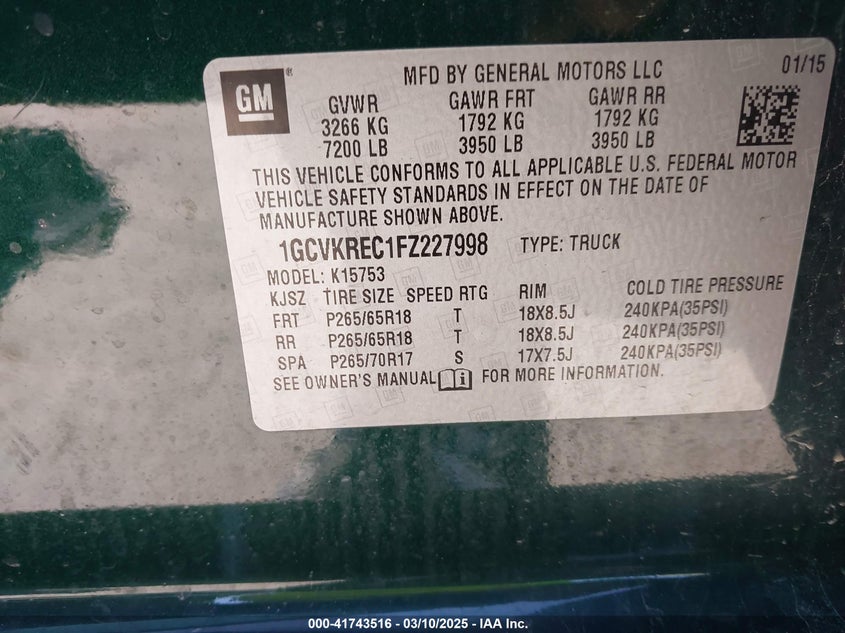 GM ® MFD BY GENERAL MOTORS LLC 01/15
GVWR GAWR FRT GAWR RR
3266 KG 1792 KG 1792 KG
7200 LB 3950 LB 3950 LB
THIS VEHICLE CONFORMS TO ALL APPLICABLE U.S. FEDERAL MOTOR
VEHICLE SAFETY STANDARDS IN EFFECT ON THE DATE OF
MANUFACTURE SHOWN ABOVE.
1GCVKREC1FZ227998 TYPE: TRUCK
MODEL: K15753
KJSZ TIRE SIZE SPEED RTG RIM COLD TIRE PRESSURE
FRT P265/65R18 T 18X8.5J 240KPA(35PSI)
RR P265/65R18 T 18X8.5J 240KPA(35PSI)
SPA P265/70R17 S 17X7.5J 240KPA(35PSI)
SEE OWNER'S MANUAL FOR MORE INFORMATION.
000-41743516 — 03/10/2025 — IAA Inc.